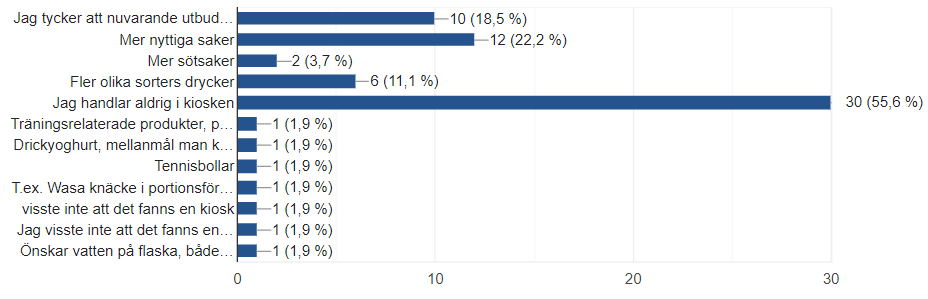 Jag tycker att nuvarande utbud… 10 (18,5 %)
Mer nyttiga saker 12 (22,2 %)
Mer sötsaker 2 (3,7 %)
Fler olika sorters drycker 6 (11,1 %)
Jag handlar aldrig i kiosken 30 (55,6 %)
Träningsrelaterade produkter, p… 1 (1,9 %)
Drickyoghurt, mellanmål man k… 1 (1,9 %)
Tennisbollar 1 (1,9 %)
T.ex. Wasa knäcke i portionsför… 1 (1,9 %)
visste inte att det fanns en kiosk 1 (1,9 %)
Jag visste inte att det fanns en… 1 (1,9 %)
Önskar vatten på flaska, både… 1 (1,9 %)
0 10 20 30